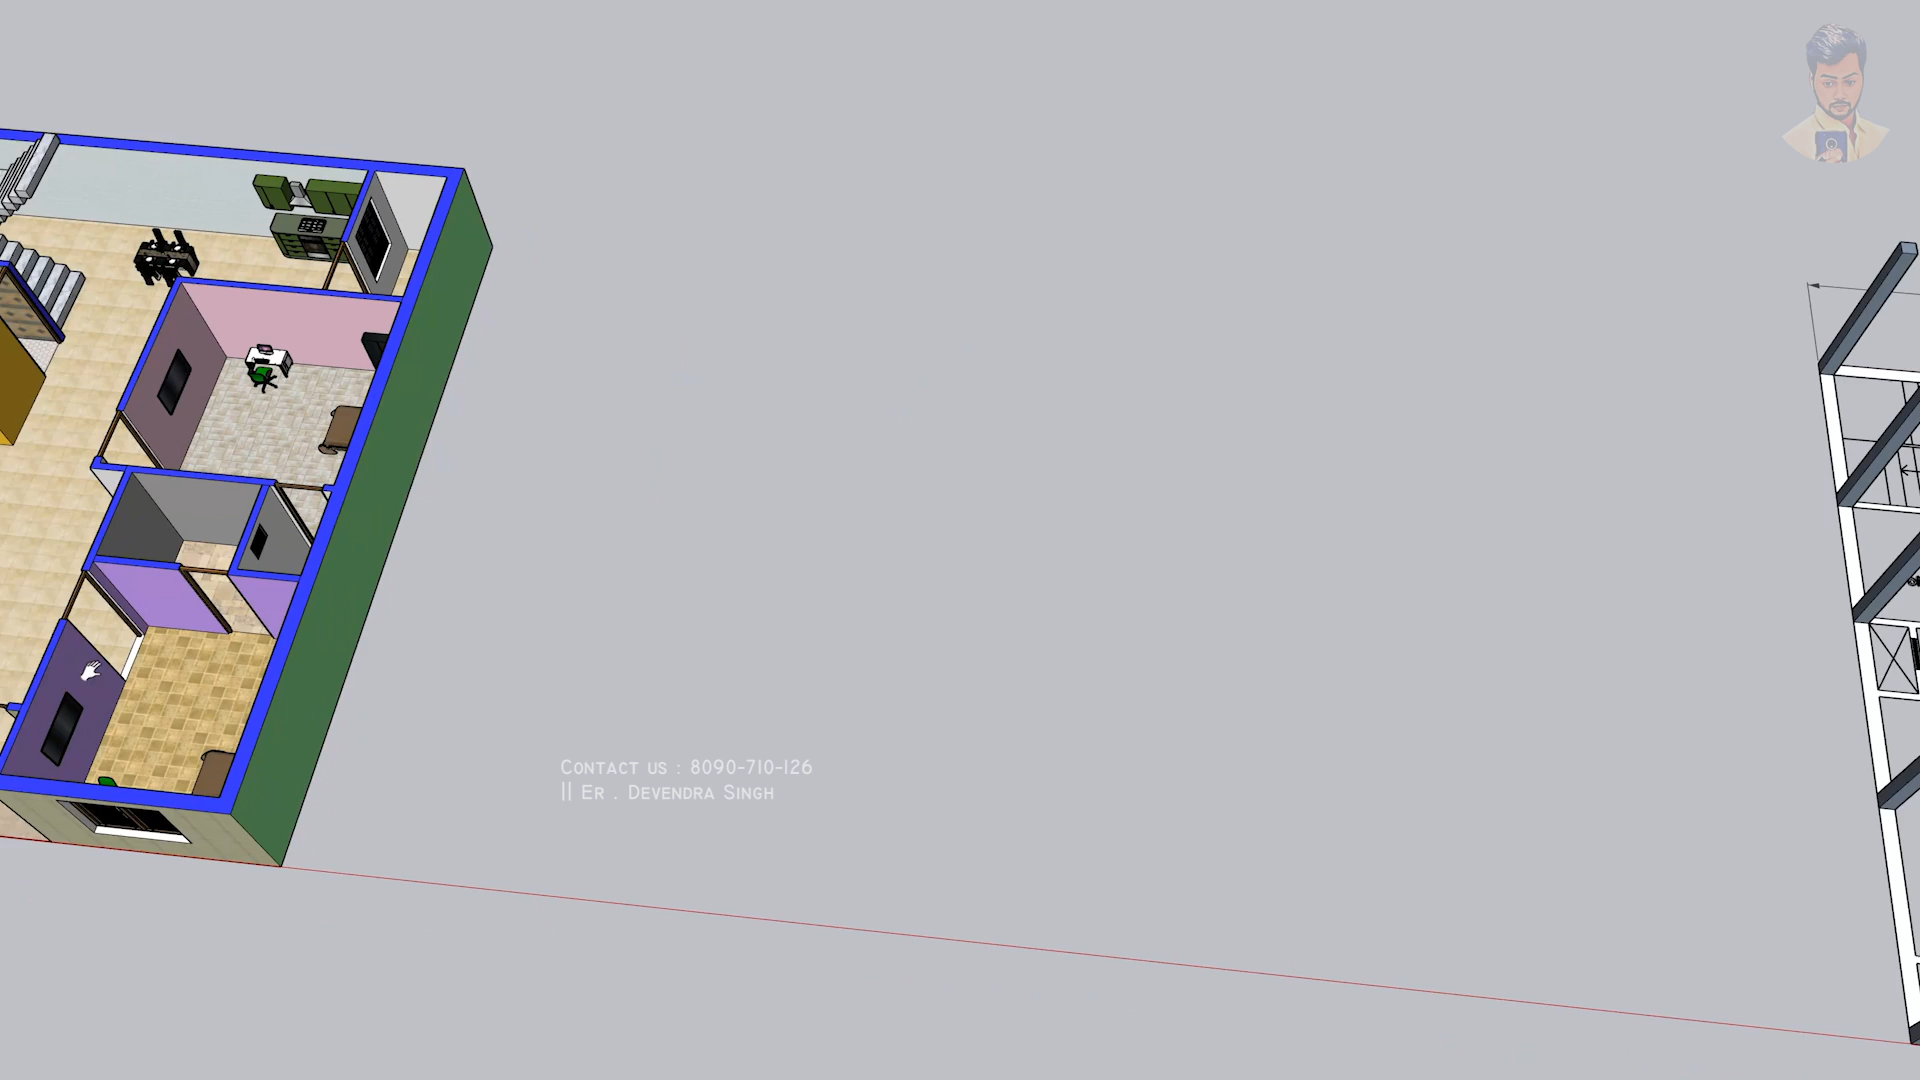 Contact us : 8090-710-126
|| Er . Devendra Singh